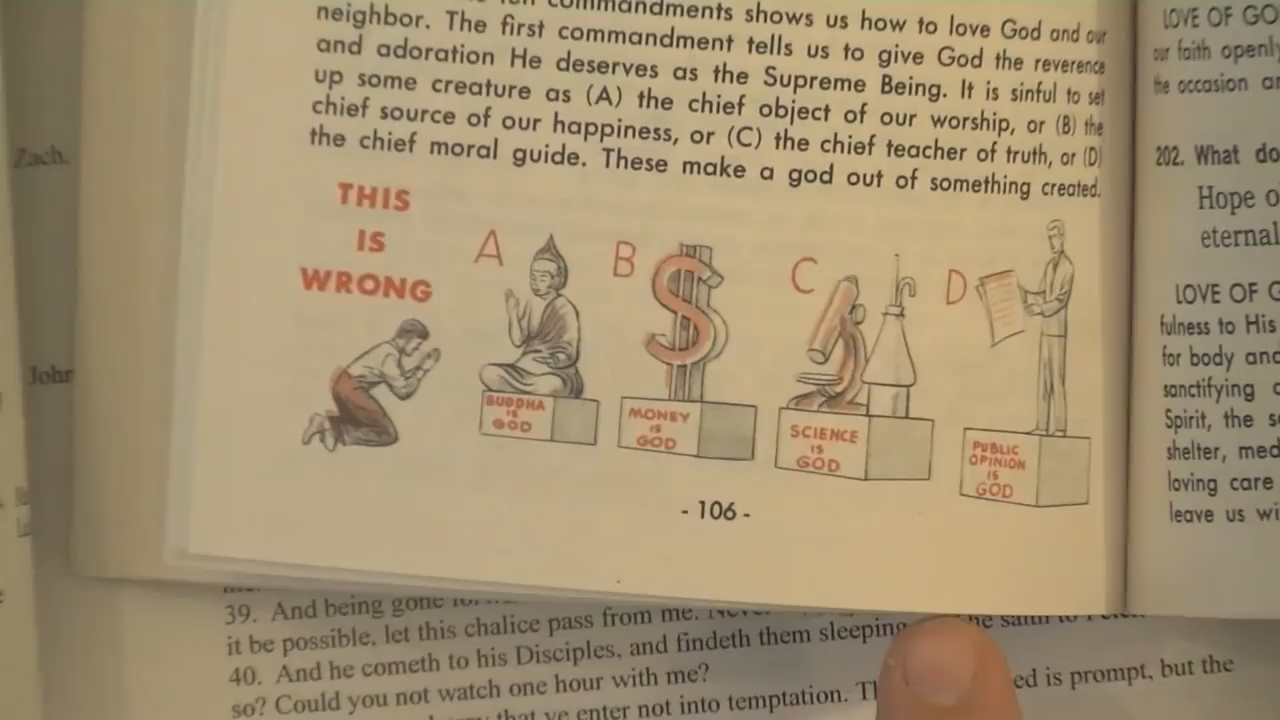 commandments shows us how to love God and our
neighbor. The first commandment tells us to give God the reverence
and adoration He deserves as the Supreme Being. It is sinful to set
up some creature as (A) the chief object of our worship, or (B) the
chief source of our happiness, or (C) the chief teacher of truth, or (D)
the chief moral guide. These make a god out of something created.
THIS
IS
WRONG
A
BUDDHA
IS
GOD
B
$
MONEY
IS
GOD
C
SCIENCE
IS
GOD
D
PUBLIC
OPINION
IS
GOD
- 106 -
LOVE OF GO
our faith openly
the occasion
202. What do
Hope o
eternal
LOVE OF G
fulness to His
for body and
sanctifying
Spirit, the
shelter, med
loving care
leave us wi
Zach.
John
39. And being gone
it be possible, let this chalice pass from me.
40. And he cometh to his Disciples, and findeth them sleeping
so? Could you not watch one hour with me?
that ye enter not into temptation.
is prompt, but the